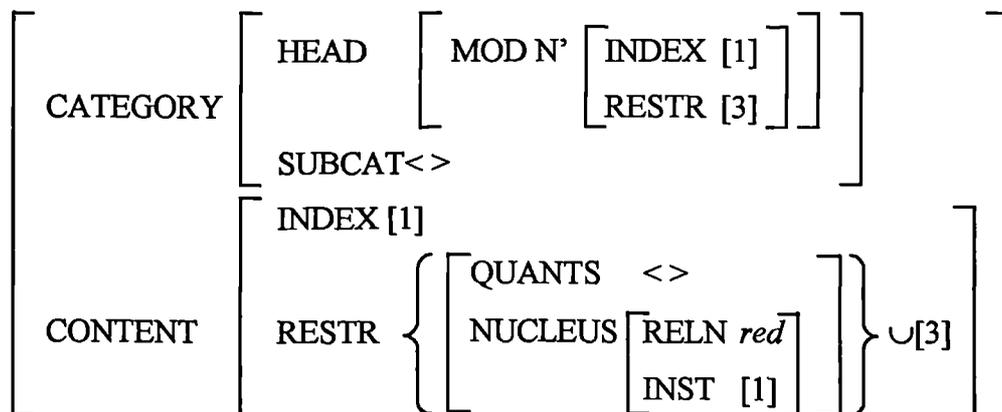 HEAD MOD N’ INDEX [1]
CATEGORY RESTR [3]
SUBCAT< >
INDEX [1]
QUANTS < >
CONTENT RESTR NUCLEUS RELN red ∪[3]
INST [1]